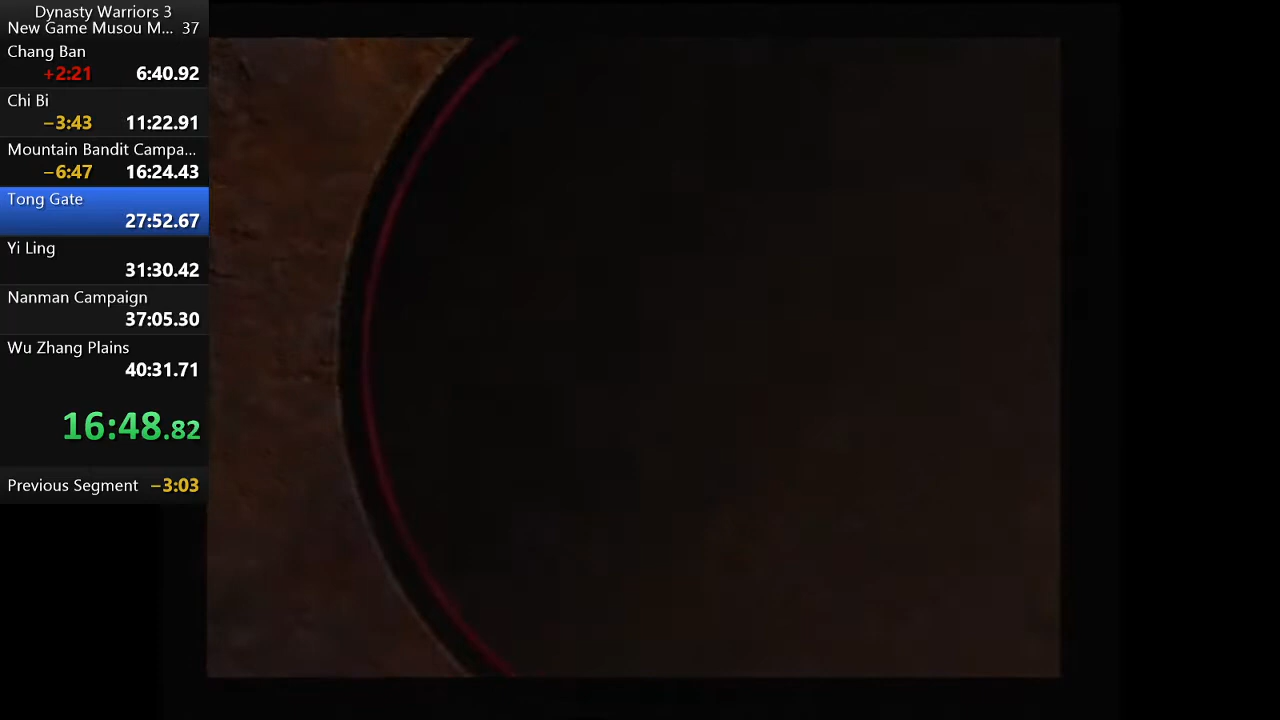 Dynasty Warriors 3
New Game Musou M... 37
Chang Ban
+2:21 6:40.92
Chi Bi
−3:43 11:22.91
Mountain Bandit Campa...
−6:47 16:24.43
Tong Gate
27:52.67
Yi Ling
31:30.42
Nanman Campaign
37:05.30
Wu Zhang Plains
40:31.71
16:48.82
Previous Segment −3:03